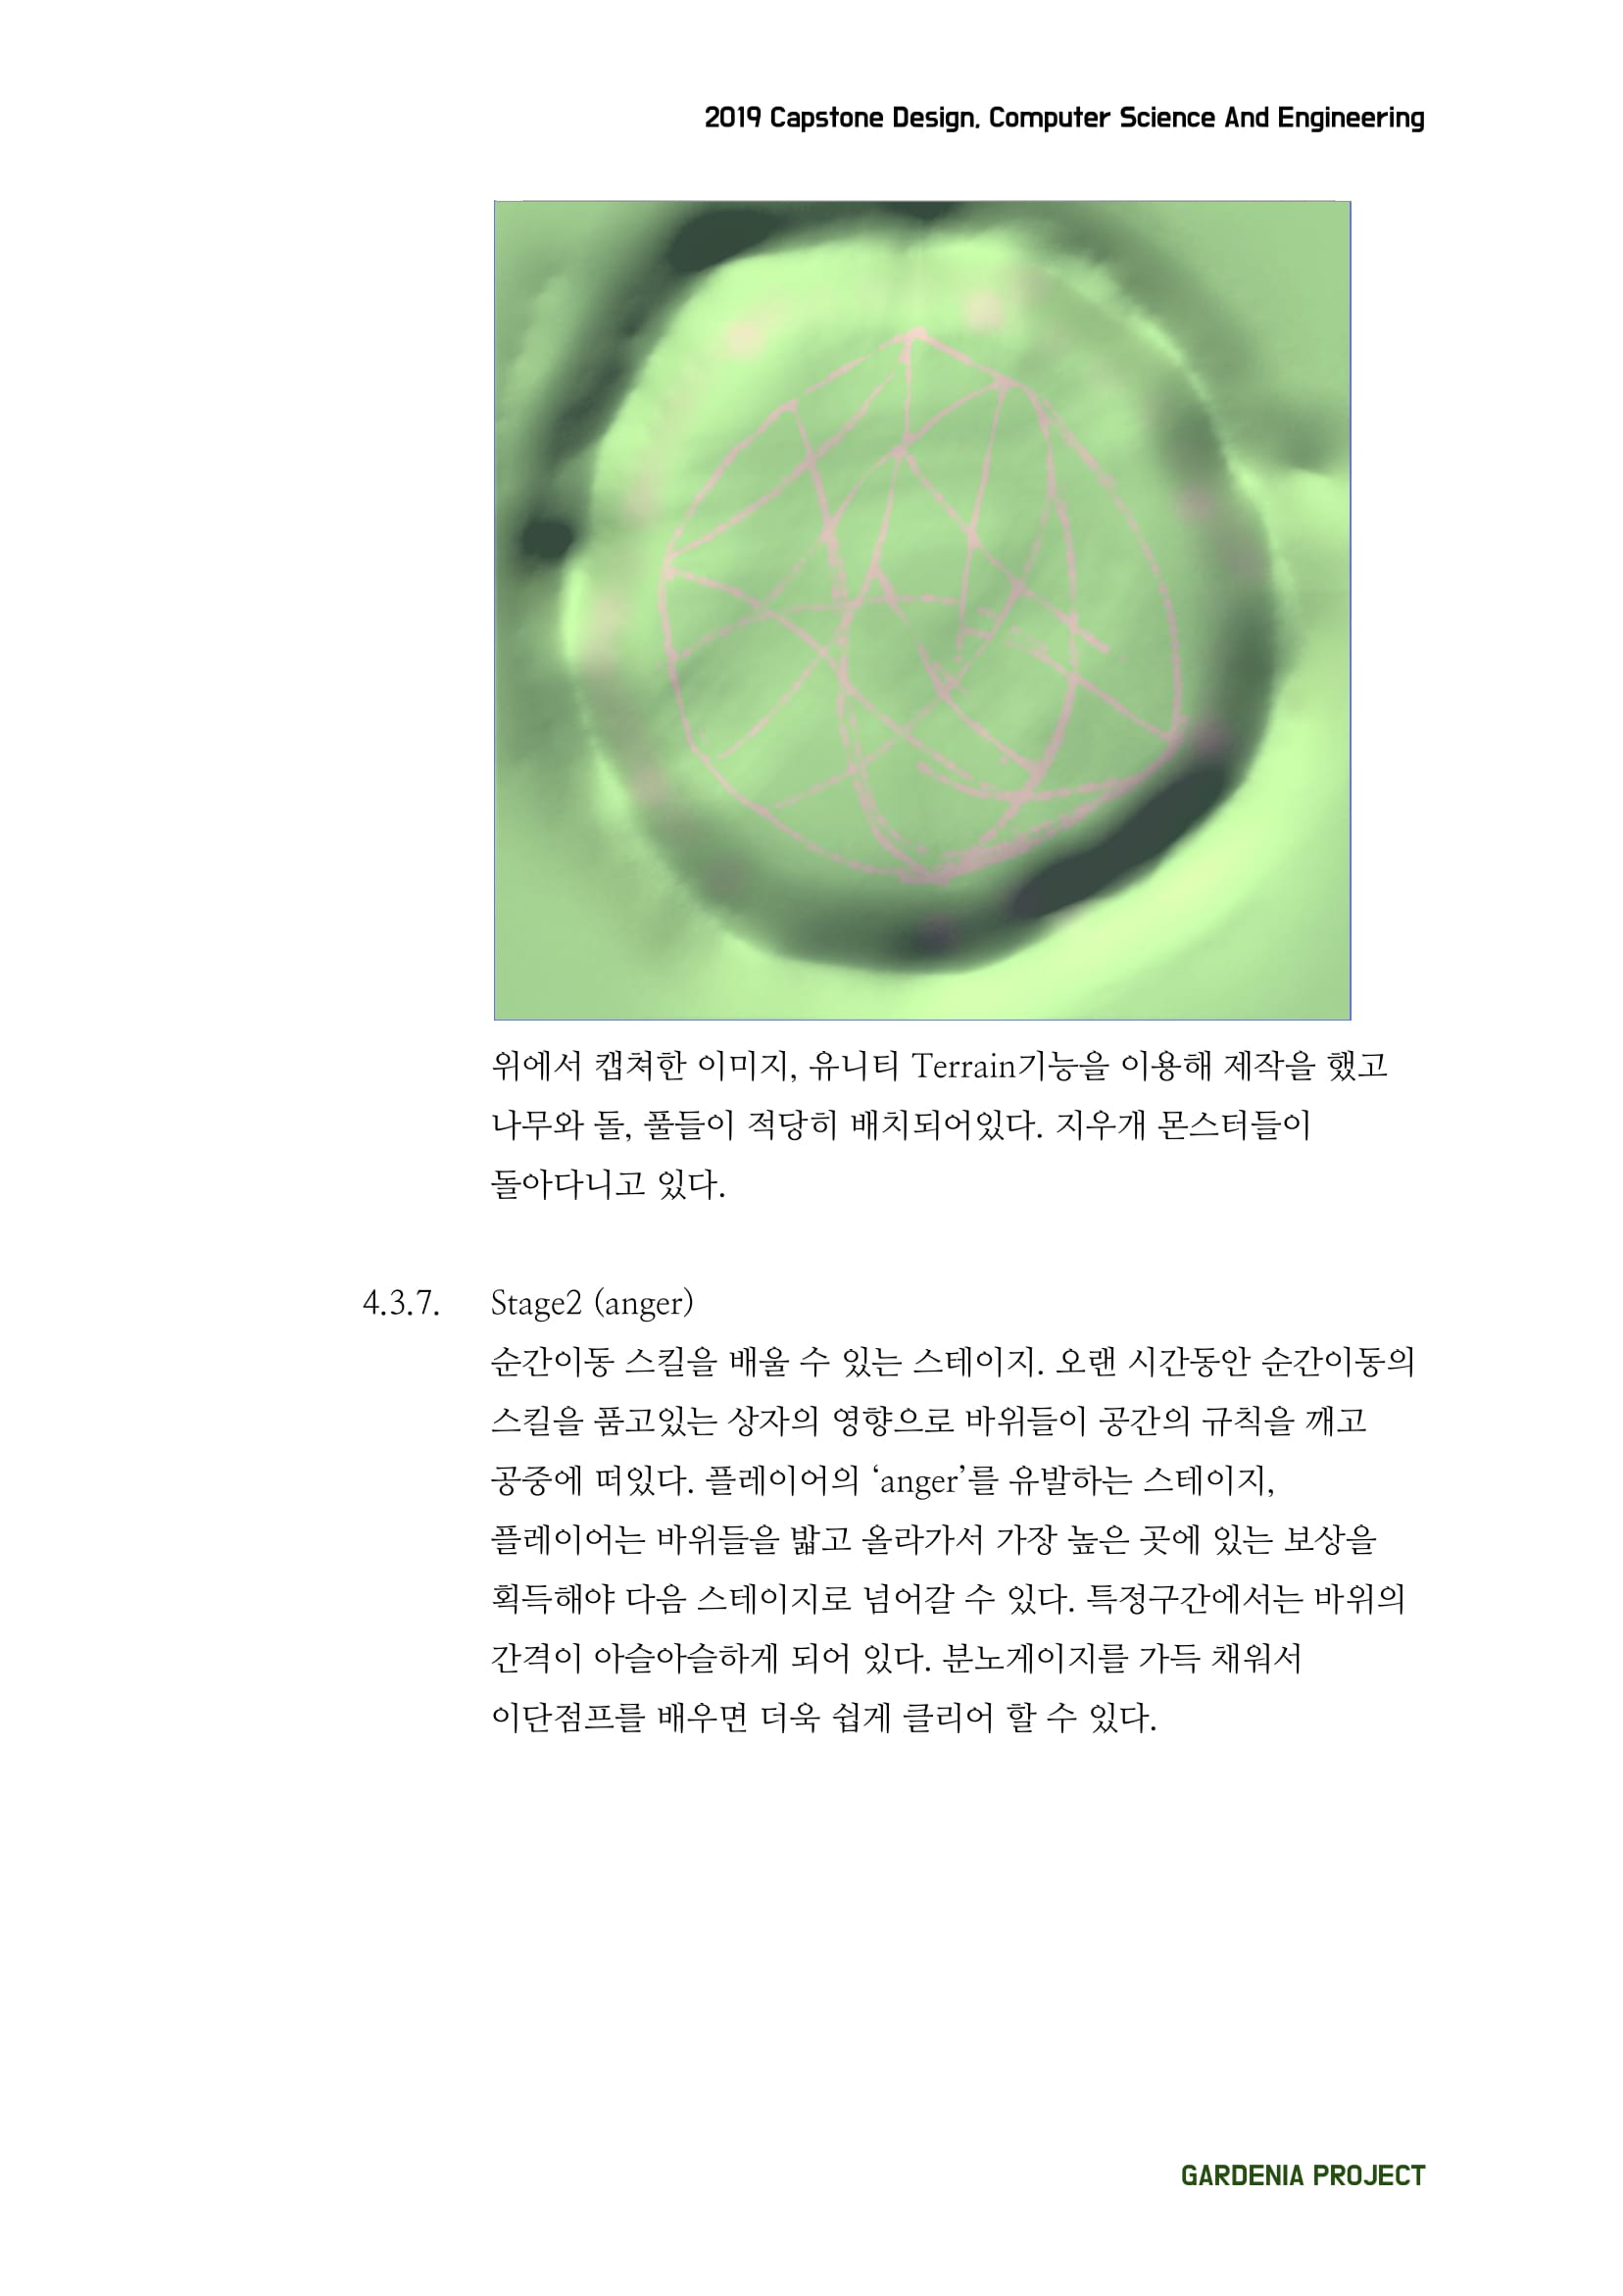 2019 Capstone Design, Computer Science And Engineering
위에서 캡쳐한 이미지, 유니티 Terrain기능을 이용해 제작을 했고
나무와 돌, 풀들이 적당히 배치되어있다. 지우개 몬스터들이
돌아다니고 있다.
4.3.7. Stage2 (anger)
순간이동 스킬을 배울 수 있는 스테이지. 오랜 시간동안 순간이동의
스킬을 품고있는 상자의 영향으로 바위들이 공간의 규칙을 깨고
공중에 떠있다. 플레이어의 ‘anger’를 유발하는 스테이지,
플레이어는 바위들을 밟고 올라가서 가장 높은 곳에 있는 보상을
획득해야 다음 스테이지로 넘어갈 수 있다. 특정구간에서는 바위의
간격이 아슬아슬하게 되어 있다. 분노게이지를 가득 채워서
이단점프를 배우면 더욱 쉽게 클리어 할 수 있다.
GARDENIA PROJECT